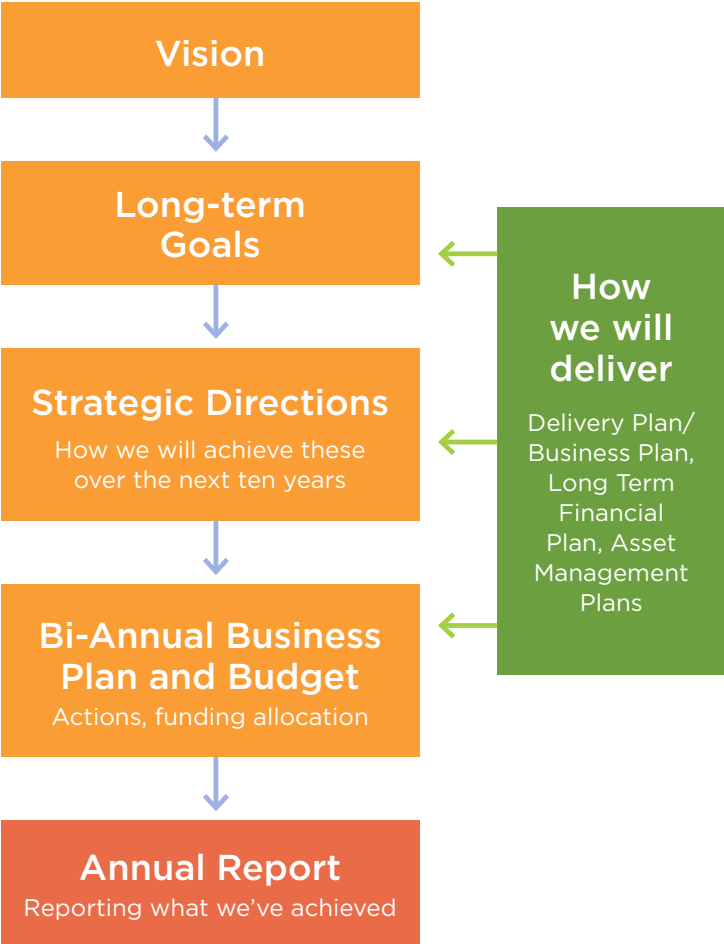 Vision
Long-term
Goals
Strategic Directions
How we will achieve these
over the next ten years
Bi-Annual Business
Plan and Budget
Actions, funding allocation
Annual Report
Reporting what we've achieved
How
we will
deliver
Delivery Plan/
Business Plan,
Long Term
Financial
Plan, Asset
Management
Plans